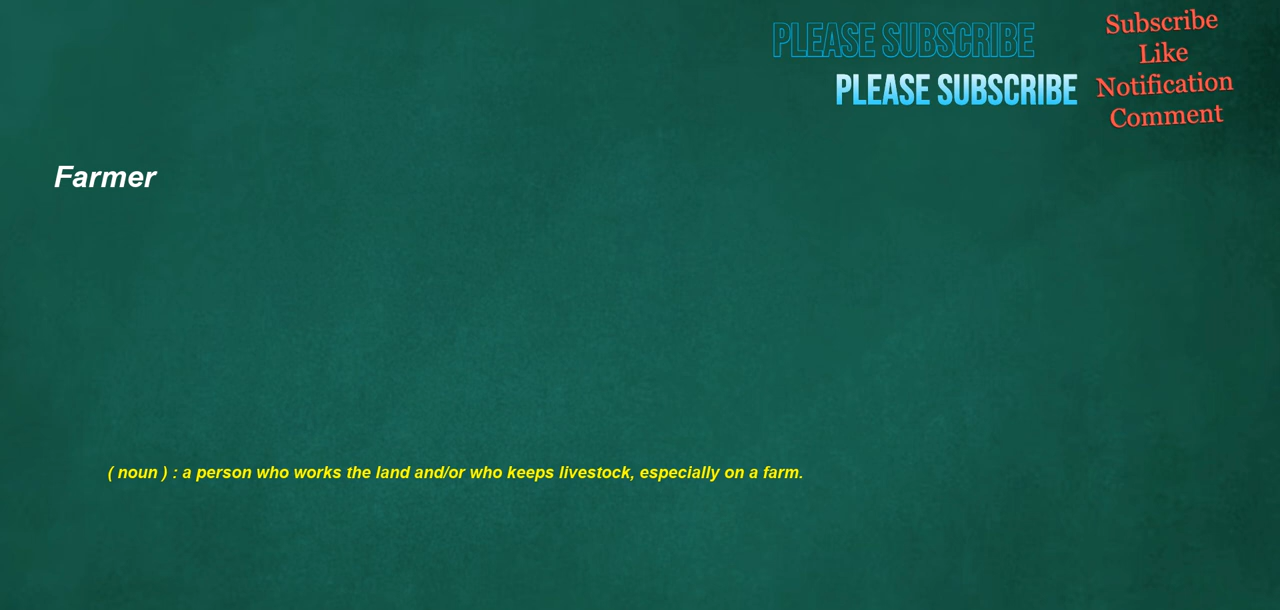 PLEASE SUBSCRIBE
PLEASE SUBSCRIBE
Subscribe
Like
Notification
Comment
Farmer
( noun ) : a person who works the land and/or who keeps livestock, especially on a farm.